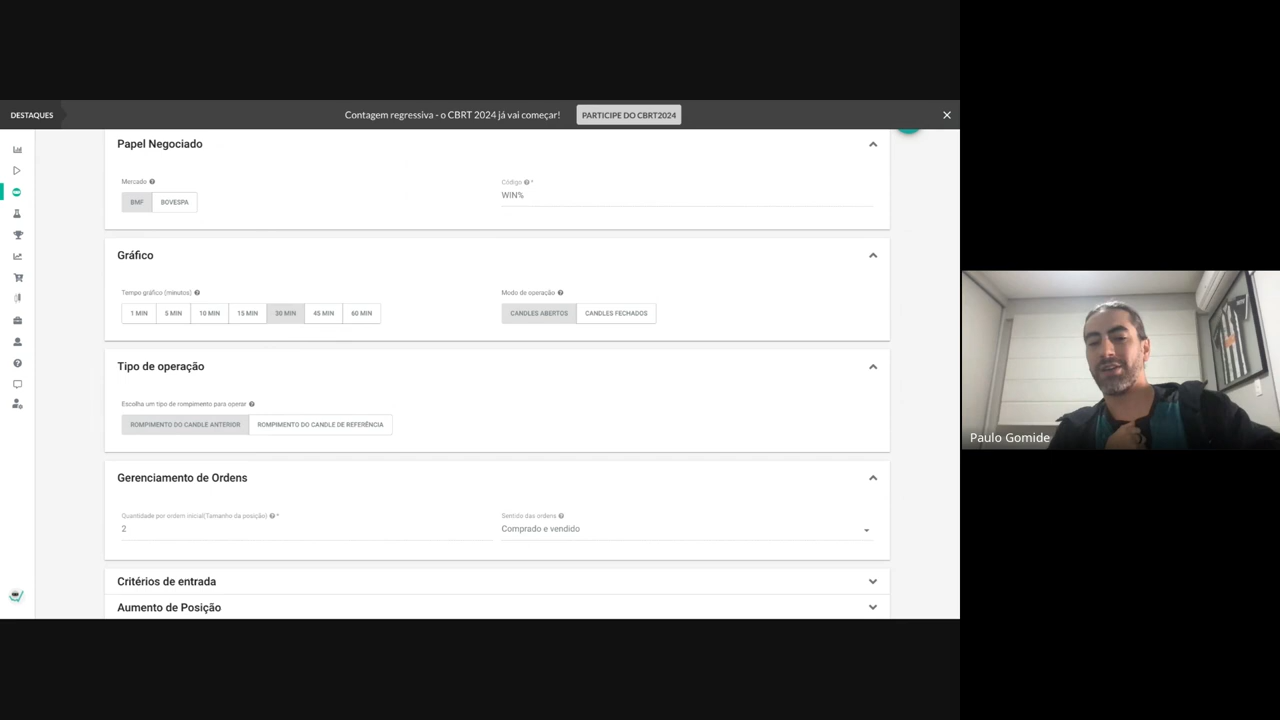 DESTAQUES
Contagem regressiva - o CBRT 2024 já vai começar!
PARTICIPE DO CBRT2024
Papel Negociado
Mercado
Código *
BMF BOVESPA
WIN%
Gráfico
Tempo gráfico (minutos)
Modo de operação
1 MIN 5 MIN 10 MIN 15 MIN 30 MIN 45 MIN 60 MIN
CANDLES ABERTOS CANDLES FECHADOS
Tipo de operação
Escolha um tipo de rompimento para operar
ROMPIMENTO DO CANDLE ANTERIOR ROMPIMENTO DO CANDLE DE REFERÊNCIA
Gerenciamento de Ordens
Quantidade por ordem inicial(Tamanho da posição) *
Sentido das ordens
2
Comprado e vendido
Critérios de entrada
Aumento de Posição
Paulo Gomide